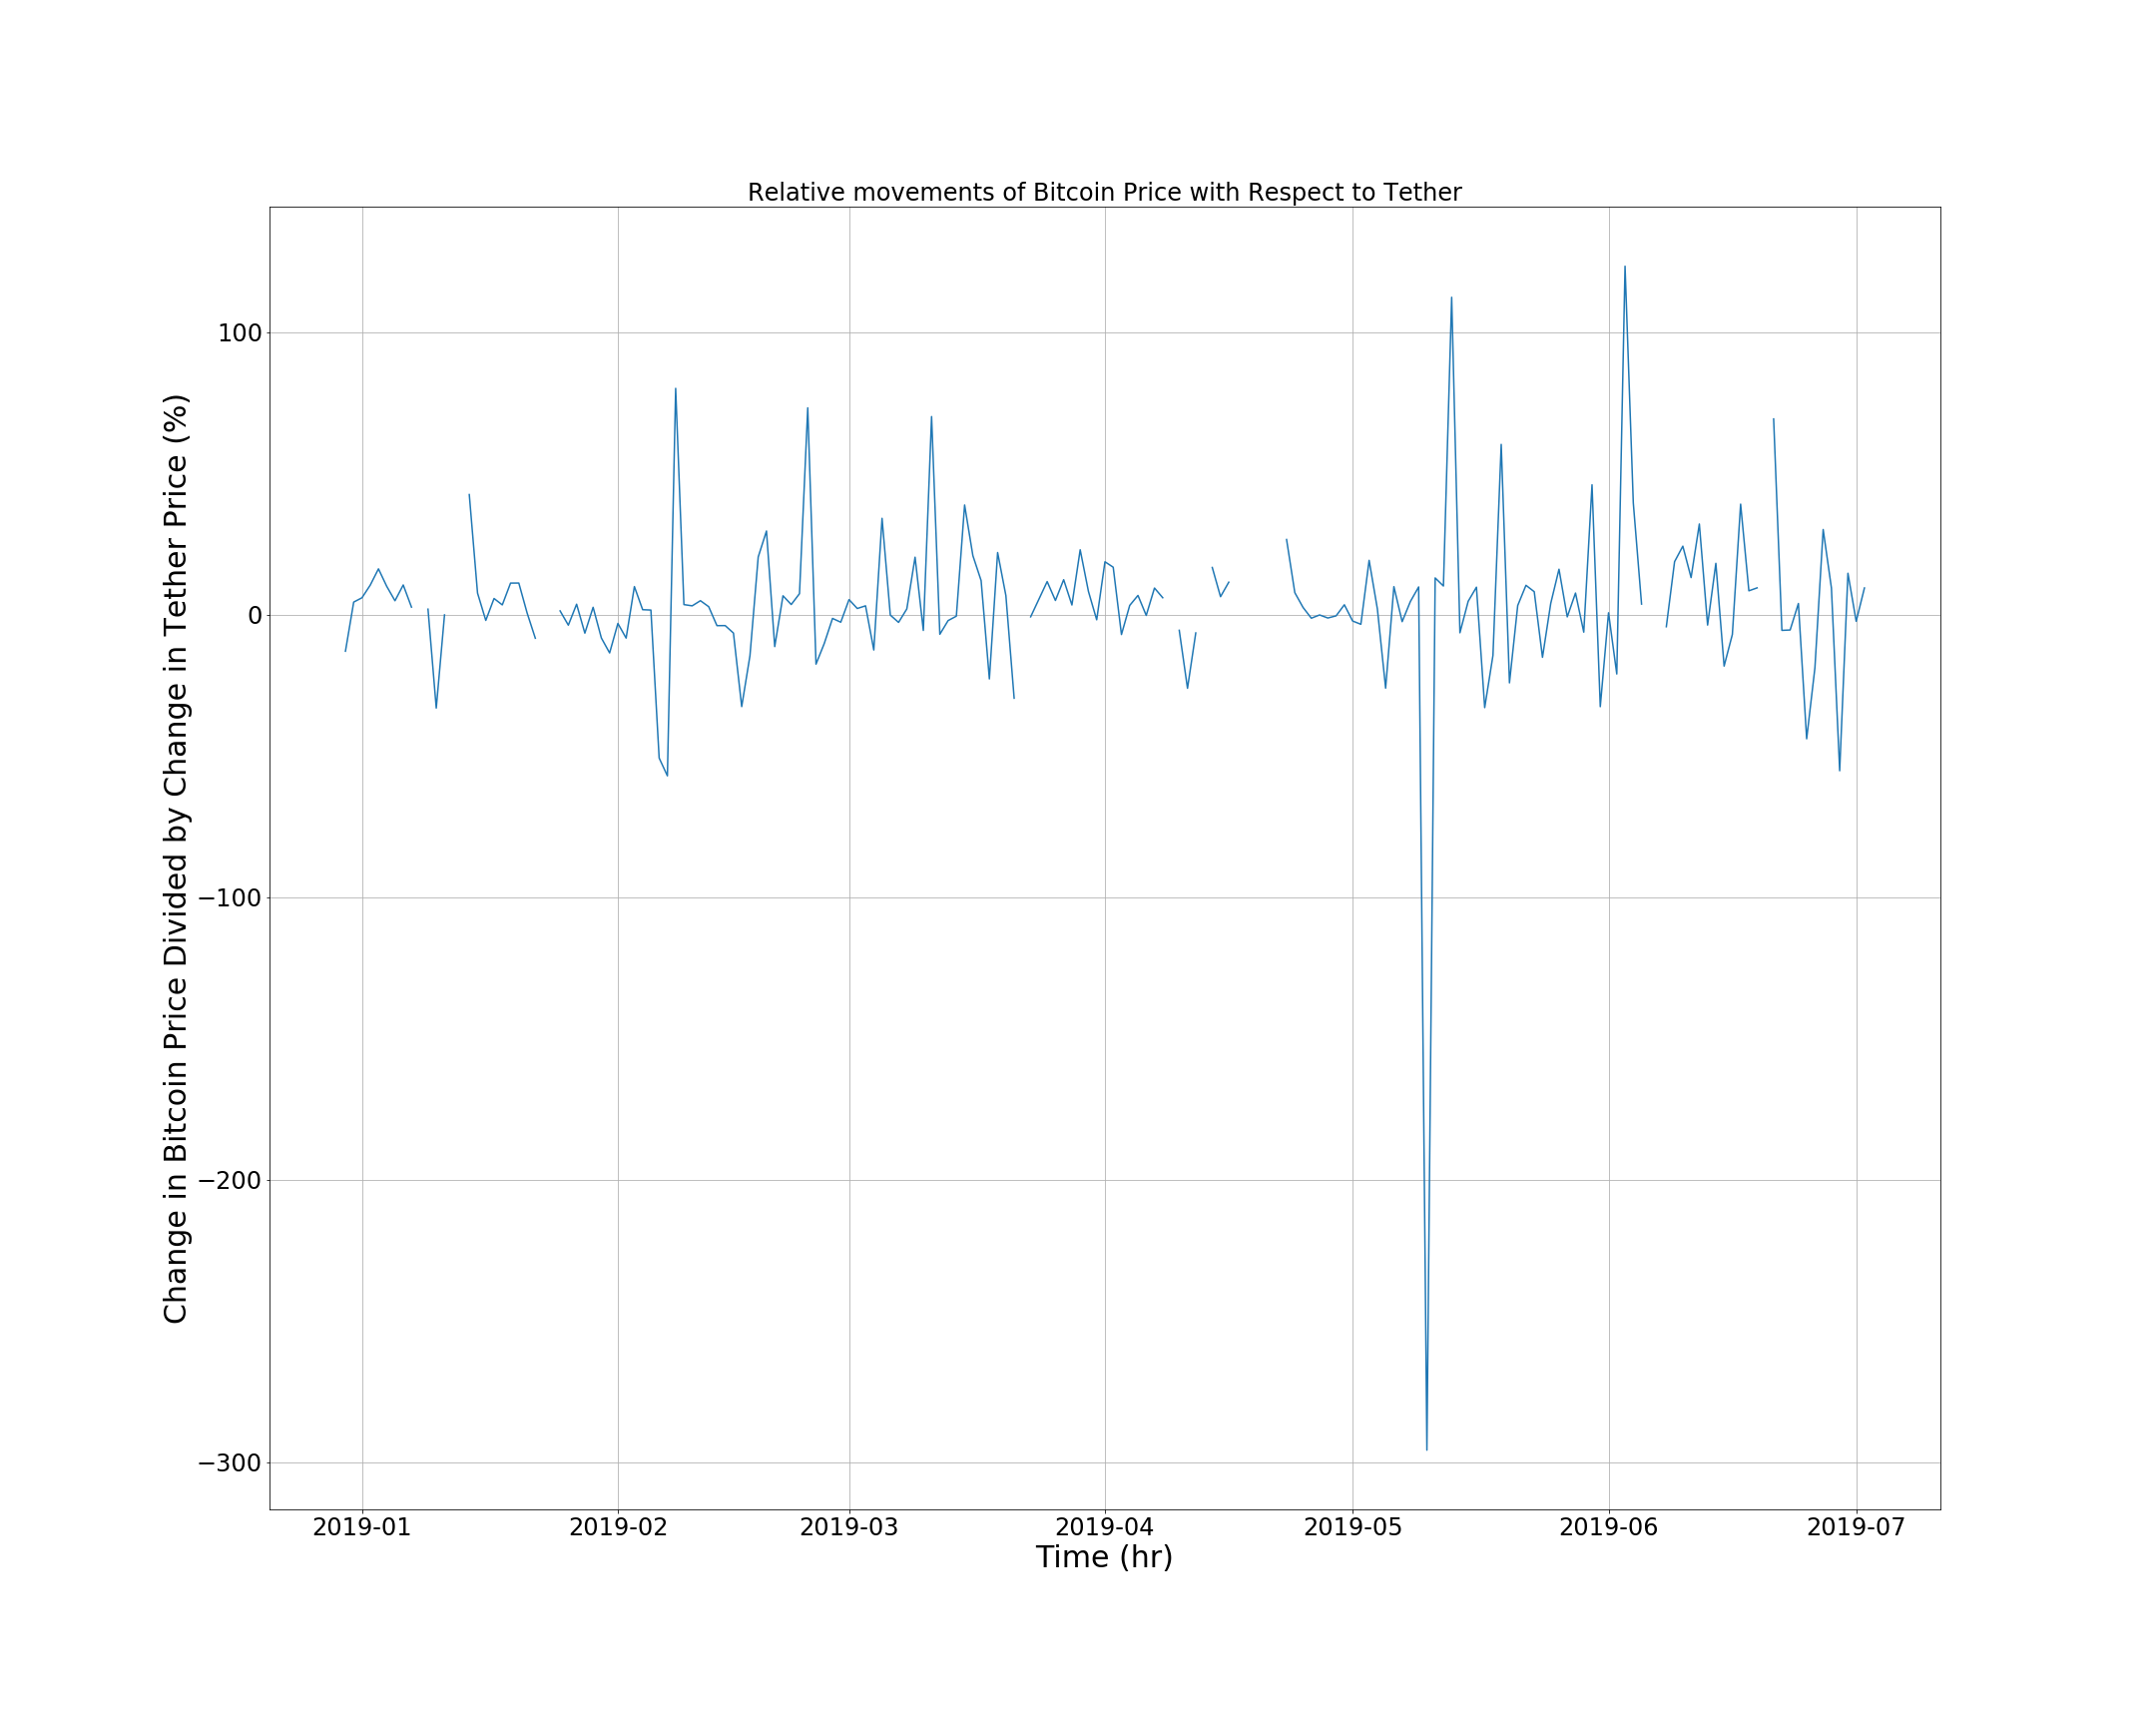 Relative movements of Bitcoin Price with Respect to Tether
Change in Bitcoin Price Divided by Change in Tether Price (%)
100
0
−100
−200
−300
2019-01 2019-02 2019-03 2019-04 2019-05 2019-06 2019-07
Time (hr)